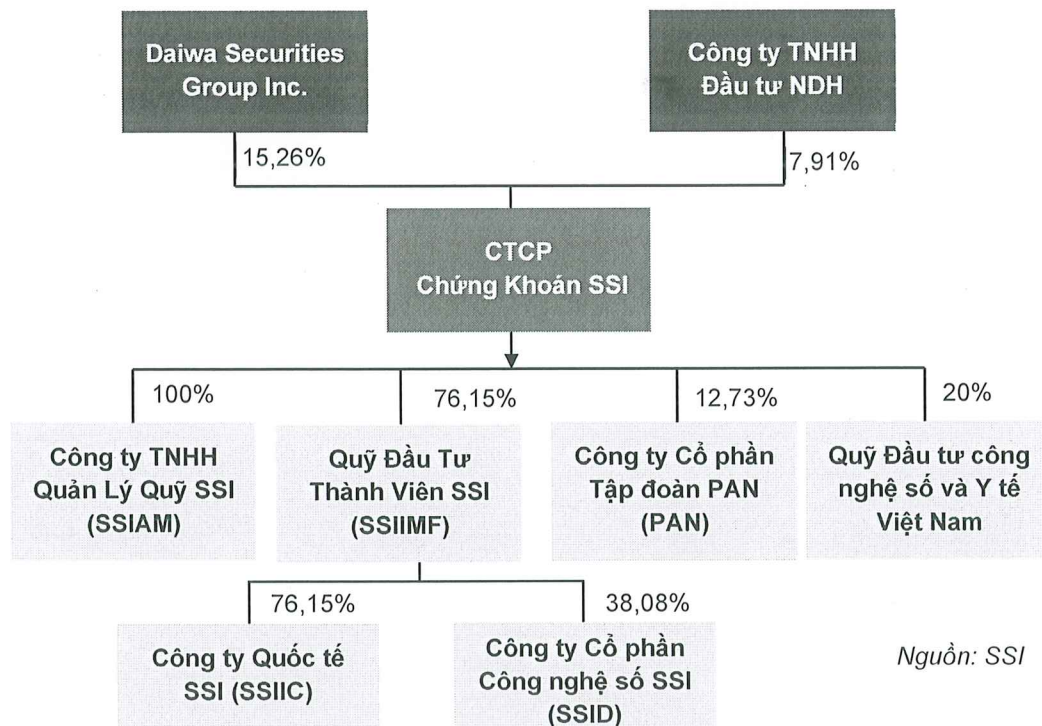 Daiwa Securities
Group Inc.
Công ty TNHH
Đầu tư NDH
15,26%
7,91%
CTCP
Chứng Khoán SSI
100%
76,15%
12,73%
20%
Công ty TNHH
Quản Lý Quỹ SSI
(SSIAM)
Quỹ Đầu Tư
Thành Viên SSI
(SSIIMF)
Công ty Cổ phần
Tập đoàn PAN
(PAN)
Quỹ Đầu tư công
nghệ số và Y tế
Việt Nam
76,15%
38,08%
Công ty Quốc tế
SSI (SSIIC)
Công ty Cổ phần
Công nghệ số SSI
(SSID)
Nguồn: SSI